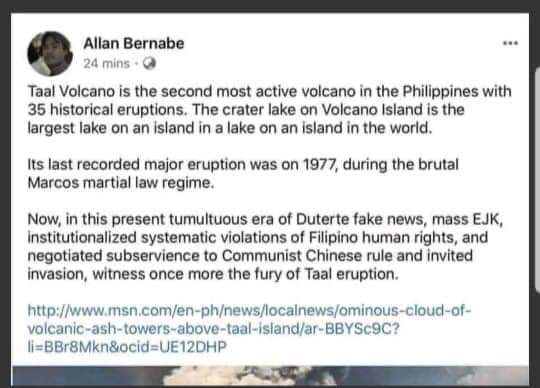 Allan Bernabe
24 mins ·
Taal Volcano is the second most active volcano in the Philippines with
35 historical eruptions. The crater lake on Volcano Island is the
largest lake on an island in a lake on an island in the world.
Its last recorded major eruption was on 1977, during the brutal
Marcos martial law regime.
Now, in this present tumultuous era of Duterte fake news, mass EJK,
institutionalized systematic violations of Filipino human rights, and
negotiated subservience to Communist Chinese rule and invited
invasion, witness once more the fury of Taal eruption.
http://www.msn.com/en-ph/news/localnews/ominous-cloud-of-
volcanic-ash-towers-above-taal-island/ar-BBYSc9C?
li=BBr8Mkn&ocid=UE12DHP